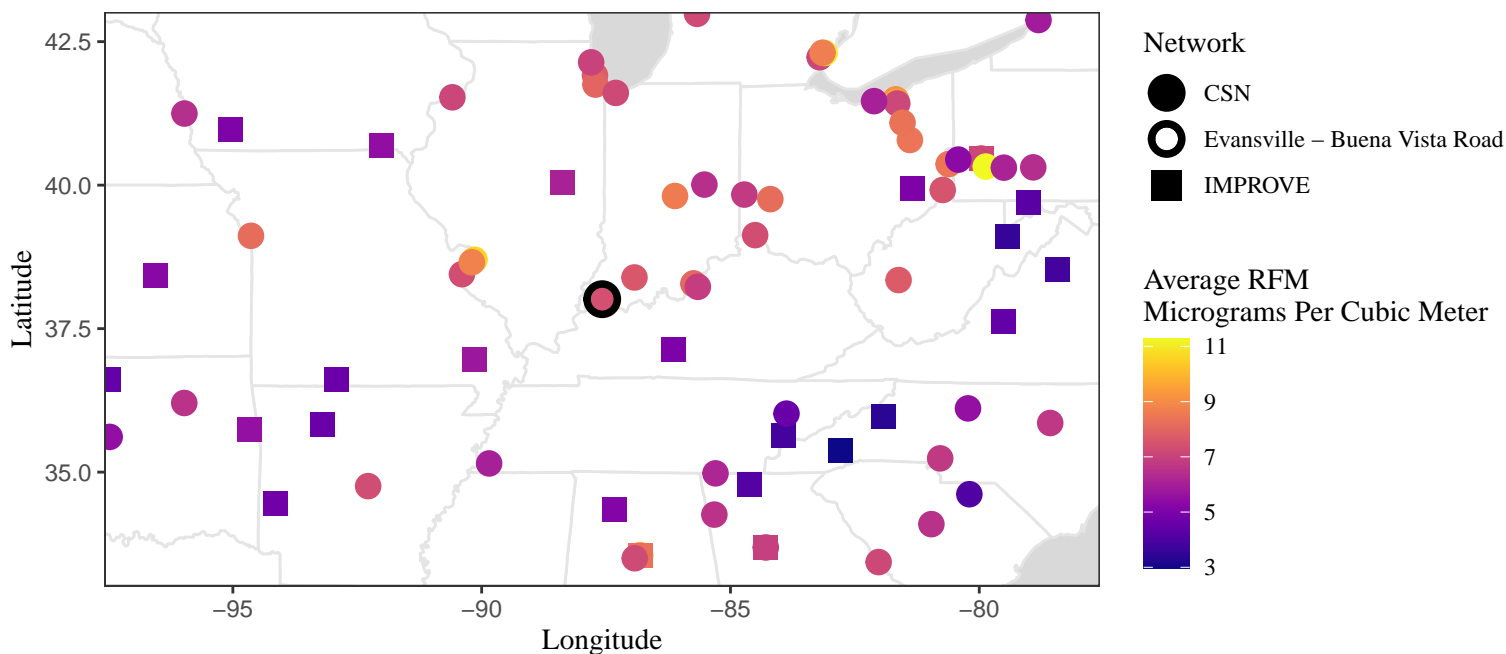 42.5
40.0
37.5
35.0
Latitude
−95
−90
−85
−80
Longitude
Network
CSN
Evansville – Buena Vista Road
IMPROVE
Average RFM
Micrograms Per Cubic Meter
11
9
7
5
3